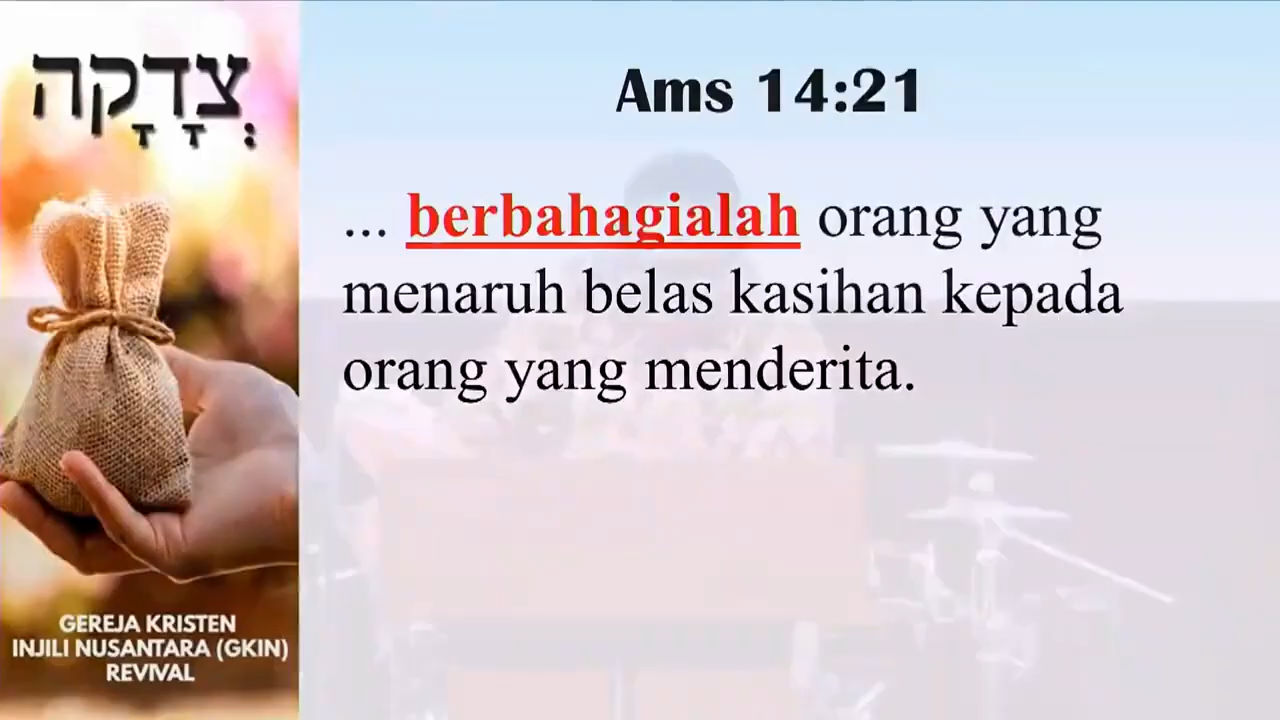 צְדָקָה
GEREJA KRISTEN
INJILI NUSANTARA (GKIN)
REVIVAL
Ams 14:21
... berbahagialah orang yang
menaruh belas kasihan kepada
orang yang menderita.